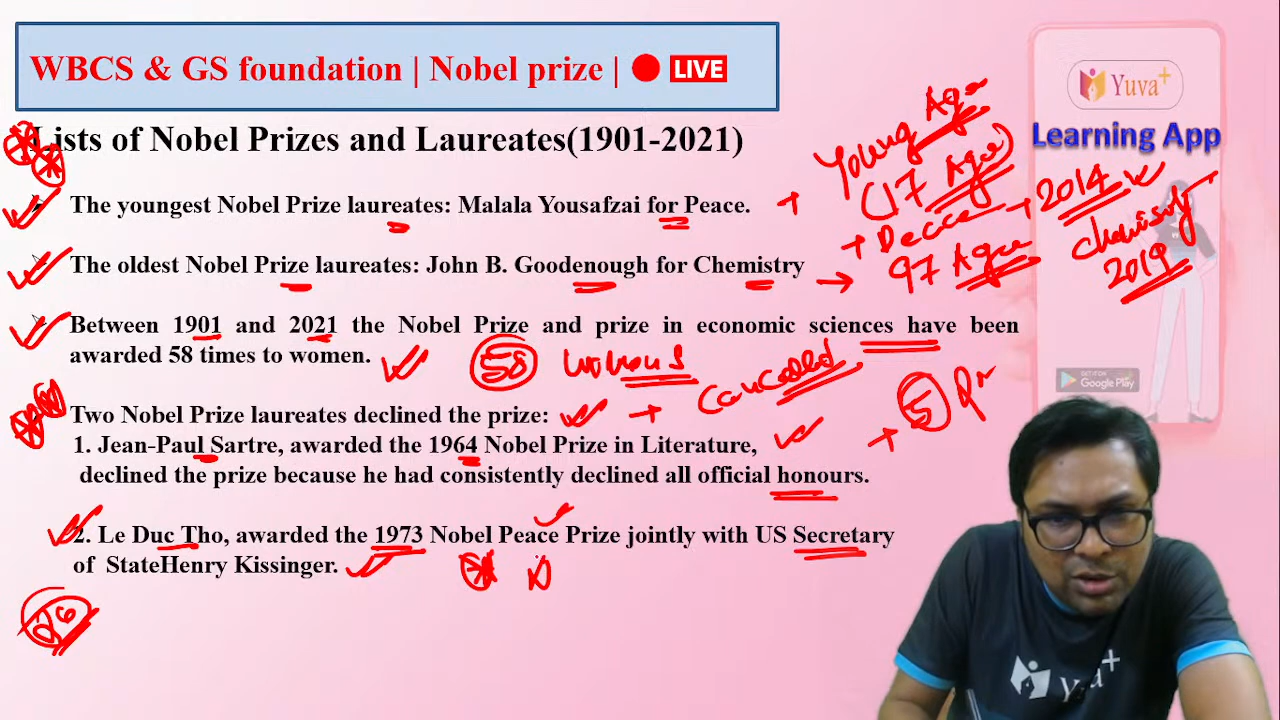 WBCS & GS foundation | Nobel prize | LIVE
Yuva+
Learning App
Lists of Nobel Prizes and Laureates(1901-2021)
The youngest Nobel Prize laureates: Malala Yousafzai for Peace.
Young Age
(17 Age)
2014
The oldest Nobel Prize laureates: John B. Goodenough for Chemistry
97 Age
chemistry
2019
Between 1901 and 2021 the Nobel Prize and prize in economic sciences have been
awarded 58 times to women.
58
GET IT ON
Google Play
Two Nobel Prize laureates declined the prize:
5
1. Jean-Paul Sartre, awarded the 1964 Nobel Prize in Literature,
declined the prize because he had consistently declined all official honours.
2. Le Duc Tho, awarded the 1973 Nobel Peace Prize jointly with US Secretary
of StateHenry Kissinger.
Yuva+